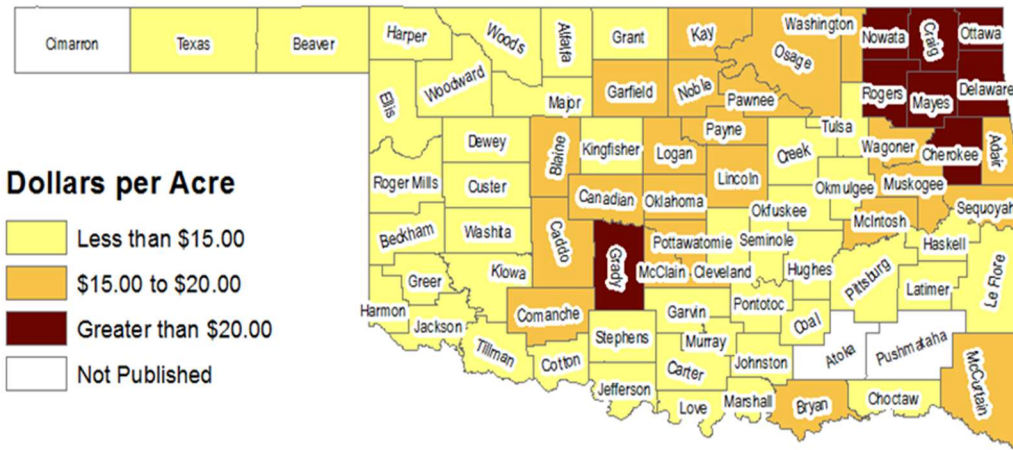 Cimarron
Texas
Beaver
Harper
Woods
Alfalfa
Grant
Kay
Washington
Osage
Nowata
Craig
Ottawa
Ellis
Woodward
Major
Garfield
Noble
Pawnee
Rogers
Mayes
Delaware
Dewey
Blaine
Kingfisher
Logan
Payne
Creek
Tulsa
Wagoner
Cherokee
Adair
Dollars per Acre
Less than $15.00
$15.00 to $20.00
Greater than $20.00
Not Published
Roger Mills
Custer
Canadian
Oklahoma
Lincoln
Okmulgee
Muskogee
Sequoyah
Beckham
Washita
Caddo
Grady
Pottawatomie
McClain
Cleveland
Seminole
Okfuskee
Hughes
McIntosh
Pittsburg
Haskell
Latimer
Le Flore
Greer
Kiowa
Harmon
Jackson
Comanche
Tillman
Cotton
Stephens
Garvin
Murray
Pontotoc
Coal
Atoka
Pushmataha
McCurtain
Jefferson
Carter
Johnston
Love
Marshall
Bryan
Choctaw